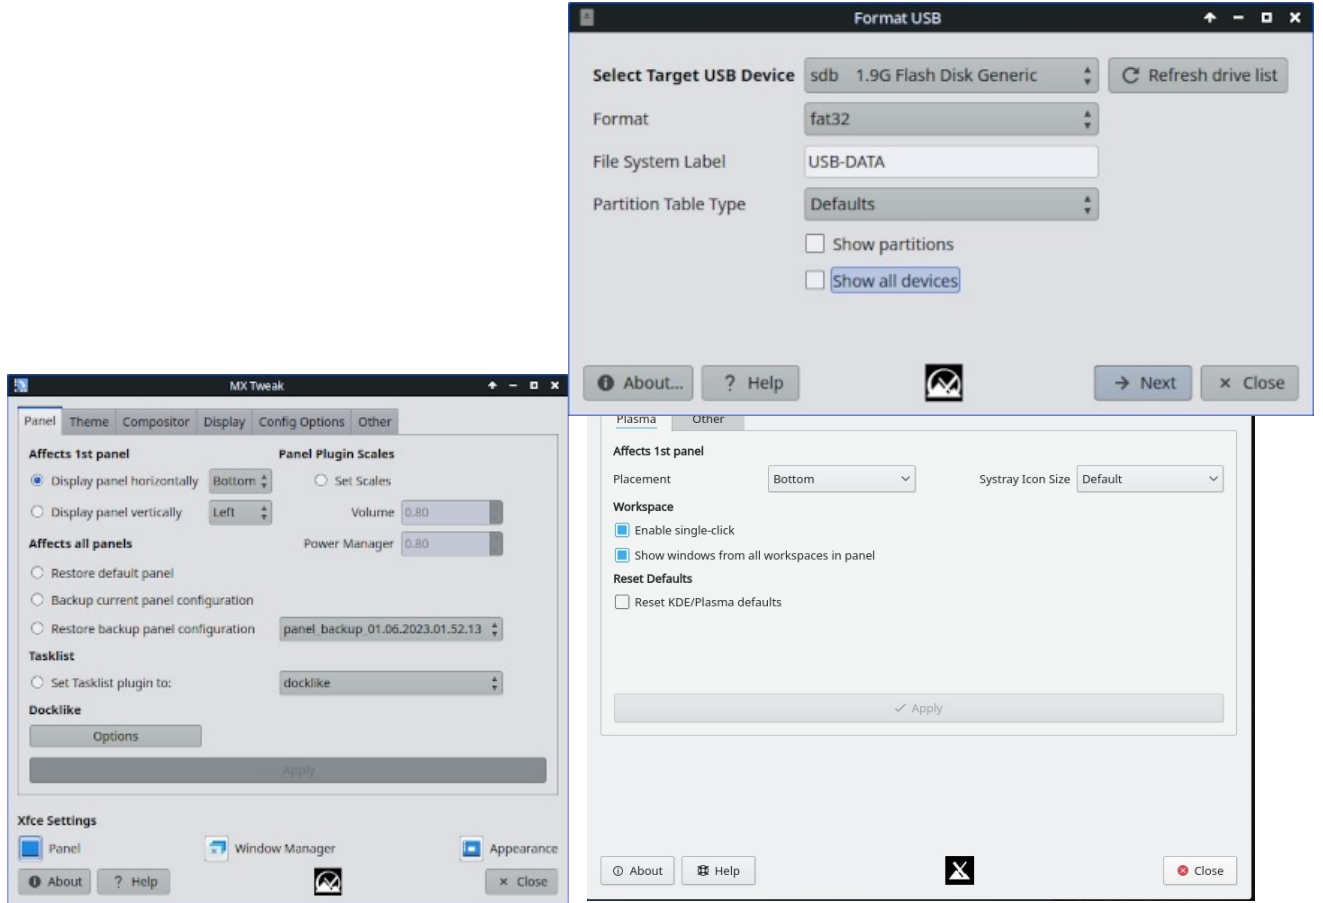 Format USB
Select Target USB Device sdb 1.9G Flash Disk Generic Refresh drive list
Format fat32
File System Label USB-DATA
Partition Table Type Defaults
Show partitions
Show all devices
About... ? Help Next Close
MX Tweak
Panel Theme Compositor Display Config Options Other
Affects 1st panel Panel Plugin Scales
Display panel horizontally Bottom Set Scales
Display panel vertically Left Volume 0.80
Affects all panels Power Manager 0.80
Restore default panel
Backup current panel configuration
Restore backup panel configuration panel_backup_01.06.2023.01.52.13
Tasklist
Set Tasklist plugin to: docklike
Docklike
Options
Apply
Xfce Settings
Panel Window Manager Appearance
About ? Help Close
Plasma Other
Affects 1st panel
Placement Bottom Systray Icon Size Default
Workspace
Enable single-click
Show windows from all workspaces in panel
Reset Defaults
Reset KDE/Plasma defaults
Apply
About Help Close